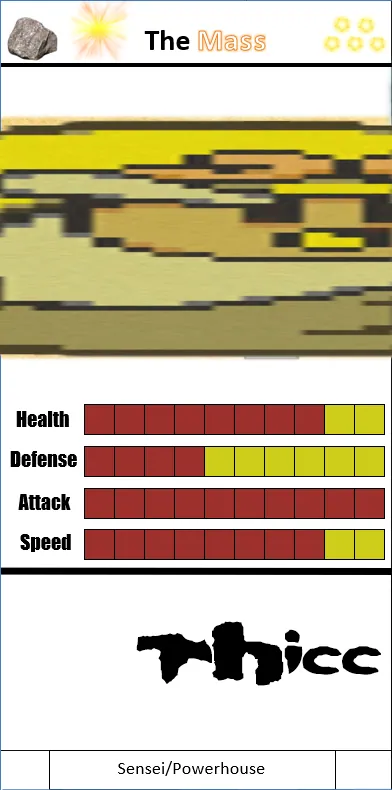 The Mass
Health
Defense
Attack
Speed
Thicc
Sensei/Powerhouse